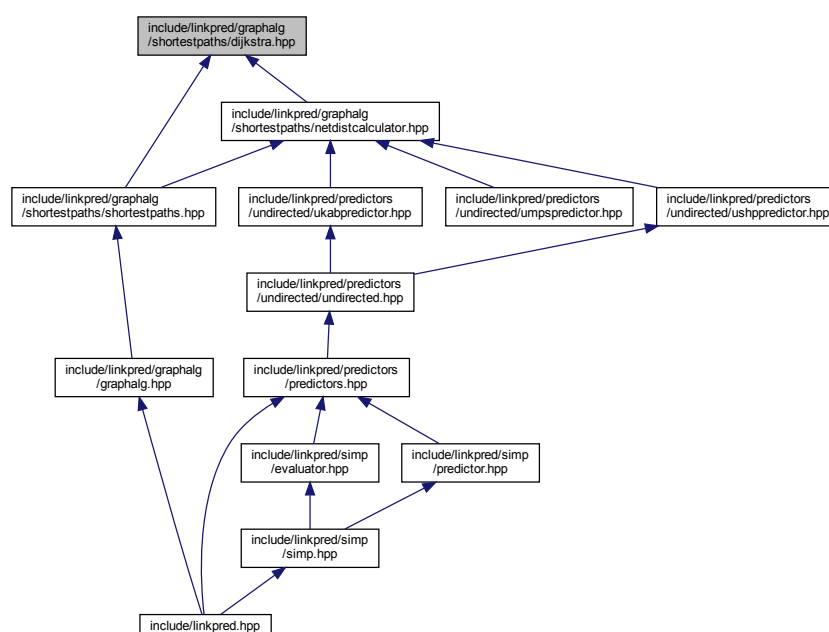 include/linkpred/graphalg
/shortestpaths/dijkstra.hpp
include/linkpred/graphalg
/shortestpaths/netdistcalculator.hpp
include/linkpred/graphalg
/shortestpaths/shortestpaths.hpp
include/linkpred/predictors
/undirected/ukabpredictor.hpp
include/linkpred/predictors
/undirected/umpspredictor.hpp
include/linkpred/predictors
/undirected/ushppredictor.hpp
include/linkpred/predictors
/undirected/undirected.hpp
include/linkpred/graphalg
/graphalg.hpp
include/linkpred/predictors
/predictors.hpp
include/linkpred/simp
/evaluator.hpp
include/linkpred/simp
/predictor.hpp
include/linkpred/simp
/simp.hpp
include/linkpred.hpp